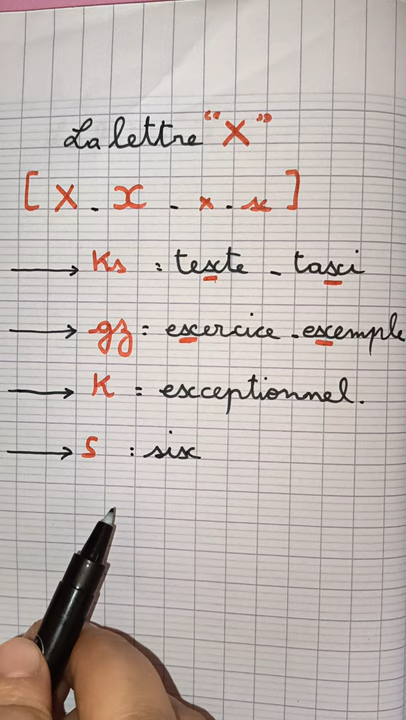 La lettre "X"
[ X - X - x - x ]
→ Ks : texte - taxi
→ gz : exercice - exemple
→ K = exceptionnel.
→ S : six